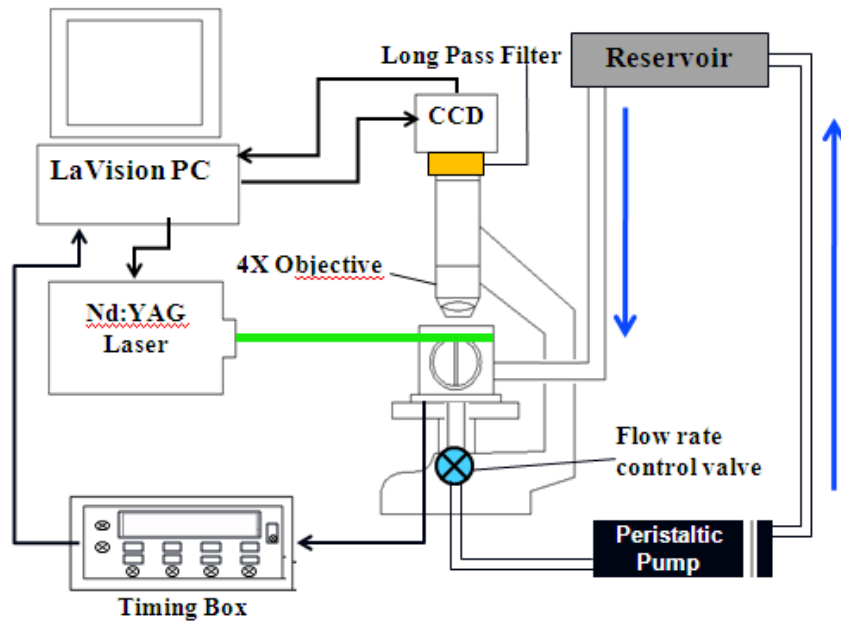 Long Pass Filter
Reservoir
CCD
LaVision PC
4X Objective
Nd:YAG
Laser
Flow rate
control valve
Peristaltic
Pump
Timing Box